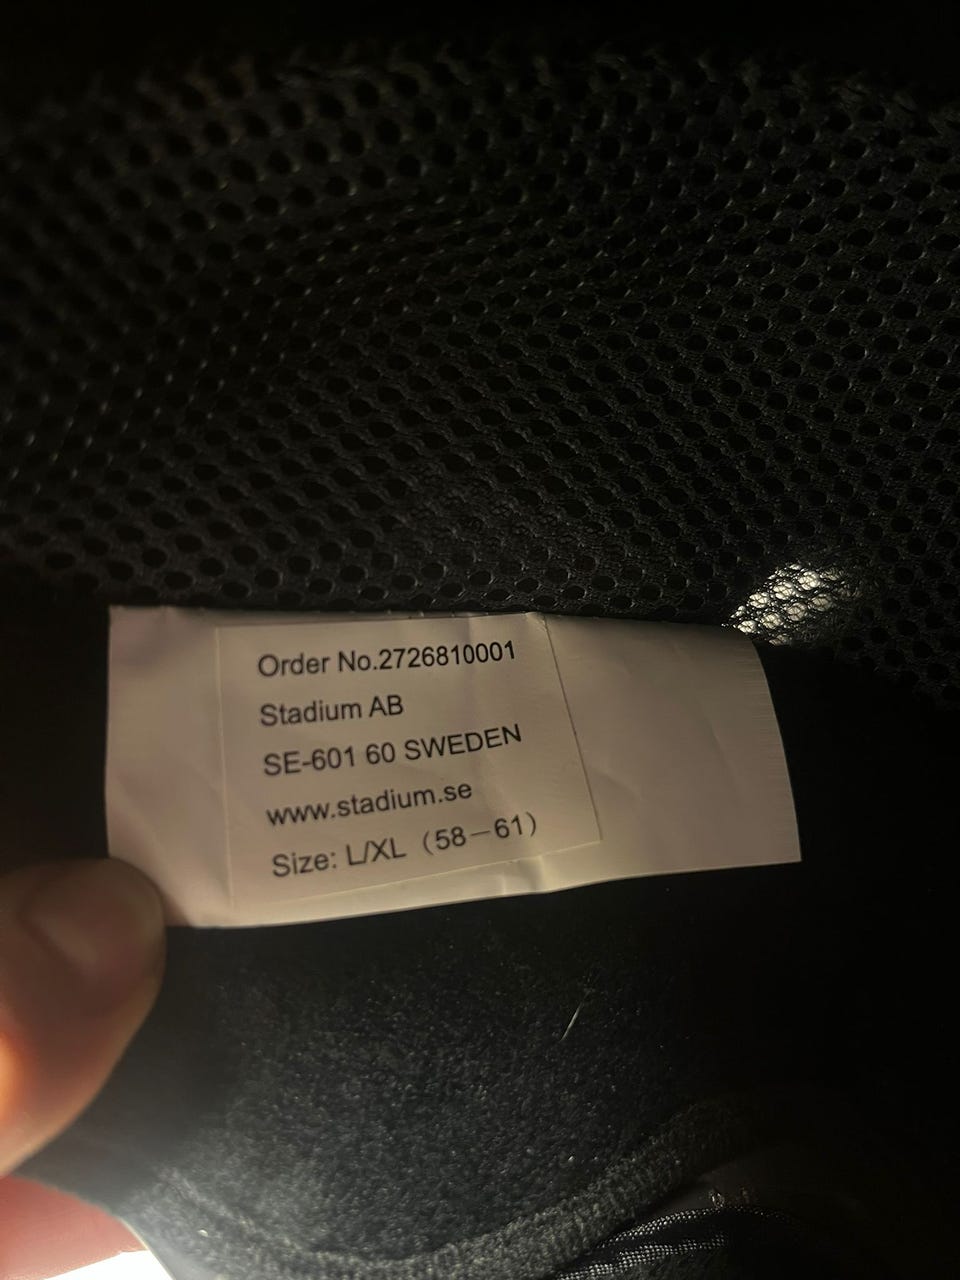 Order No.2726810001
Stadium AB
SE-601 60 SWEDEN
www.stadium.se
Size: L/XL（58－61）